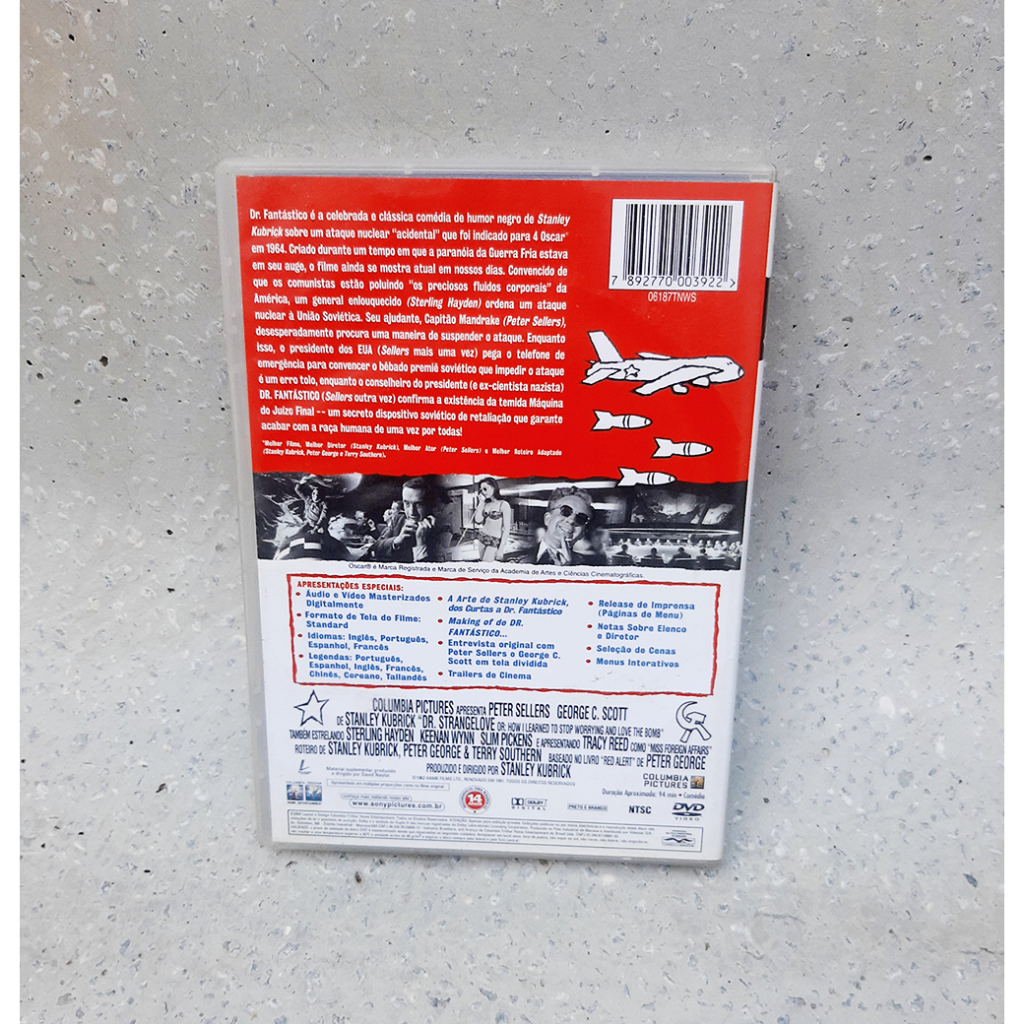 Dr. Fantástico é a celebrada e clássica comédia de humor negro de Stanley
Kubrick sobre um ataque nuclear "acidental" que foi indicado para 4 Oscar®
em 1964. Criado durante um tempo em que a paranóia da Guerra Fria estava
em seu auge, o filme ainda se mostra atual em nossos dias. Convencido de
que os comunistas estão poluindo "os preciosos fluidos corporais" da
América, um general enlouquecido (Sterling Hayden) ordena um ataque
nuclear à União Soviética. Seu ajudante, Capitão Mandrake (Peter Sellers),
desesperadamente procura uma maneira de suspender o ataque. Enquanto
isso, o presidente dos EUA (Sellers mais uma vez) pega o telefone de
emergência para convencer o bêbado premiê soviético que impedir o ataque
é um erro tolo, enquanto o conselheiro do presidente (e ex-cientista nazista)
DR. FANTÁSTICO (Sellers outra vez) confirma a existência da temida Máquina
do Juízo Final -- um secreto dispositivo soviético de retaliação que garante
acabar com a raça humana de uma vez por todas!
*Melhor Filme, Melhor Diretor (Stanley Kubrick), Melhor Ator (Peter Sellers) e Melhor Roteiro Adaptado
(Stanley Kubrick, Peter George e Terry Southern).
7 892770 003922 >
06187TNWS
Oscar® é Marca Registrada e Marca de Serviço da Academia de Artes e Ciências Cinematográficas.
APRESENTAÇÕES ESPECIAIS:
• Áudio e Vídeo Masterizados
Digitalmente
• Formato de Tela do Filme:
Standard
• Idiomas: Inglês, Português,
Espanhol, Francês
• Legendas: Português,
Espanhol, Inglês, Francês,
Chinês, Coreano, Tailandês
• A Arte de Stanley Kubrick,
dos Curtas a Dr. Fantástico
• Making of do DR.
FANTÁSTICO...
• Entrevista original com
Peter Sellers e George C.
Scott em tela dividida
• Trailers de Cinema
• Release de Imprensa
(Páginas de Menu)
• Notas Sobre Elenco
e Diretor
• Seleção de Cenas
• Menus Interativos
COLUMBIA PICTURES APRESENTA PETER SELLERS GEORGE C. SCOTT
DE STANLEY KUBRICK "DR. STRANGELOVE OR: HOW I LEARNED TO STOP WORRYING AND LOVE THE BOMB"
TAMBÉM ESTRELANDO STERLING HAYDEN KEENAN WYNN SLIM PICKENS E APRESENTANDO TRACY REED COMO "MISS FOREIGN AFFAIRS"
ROTEIRO DE STANLEY KUBRICK, PETER GEORGE & TERRY SOUTHERN BASEADO NO LIVRO "RED ALERT" DE PETER GEORGE
PRODUZIDO E DIRIGIDO POR STANLEY KUBRICK
Material suplementar produzido
e dirigido por David Naylor
COLUMBIA
PICTURES
Duração Aproximada: 94 min • Comédia
www.sonypictures.com.br
14
DOLBY
DIGITAL
PRETO E BRANCO
NTSC
DVD
VIDEO